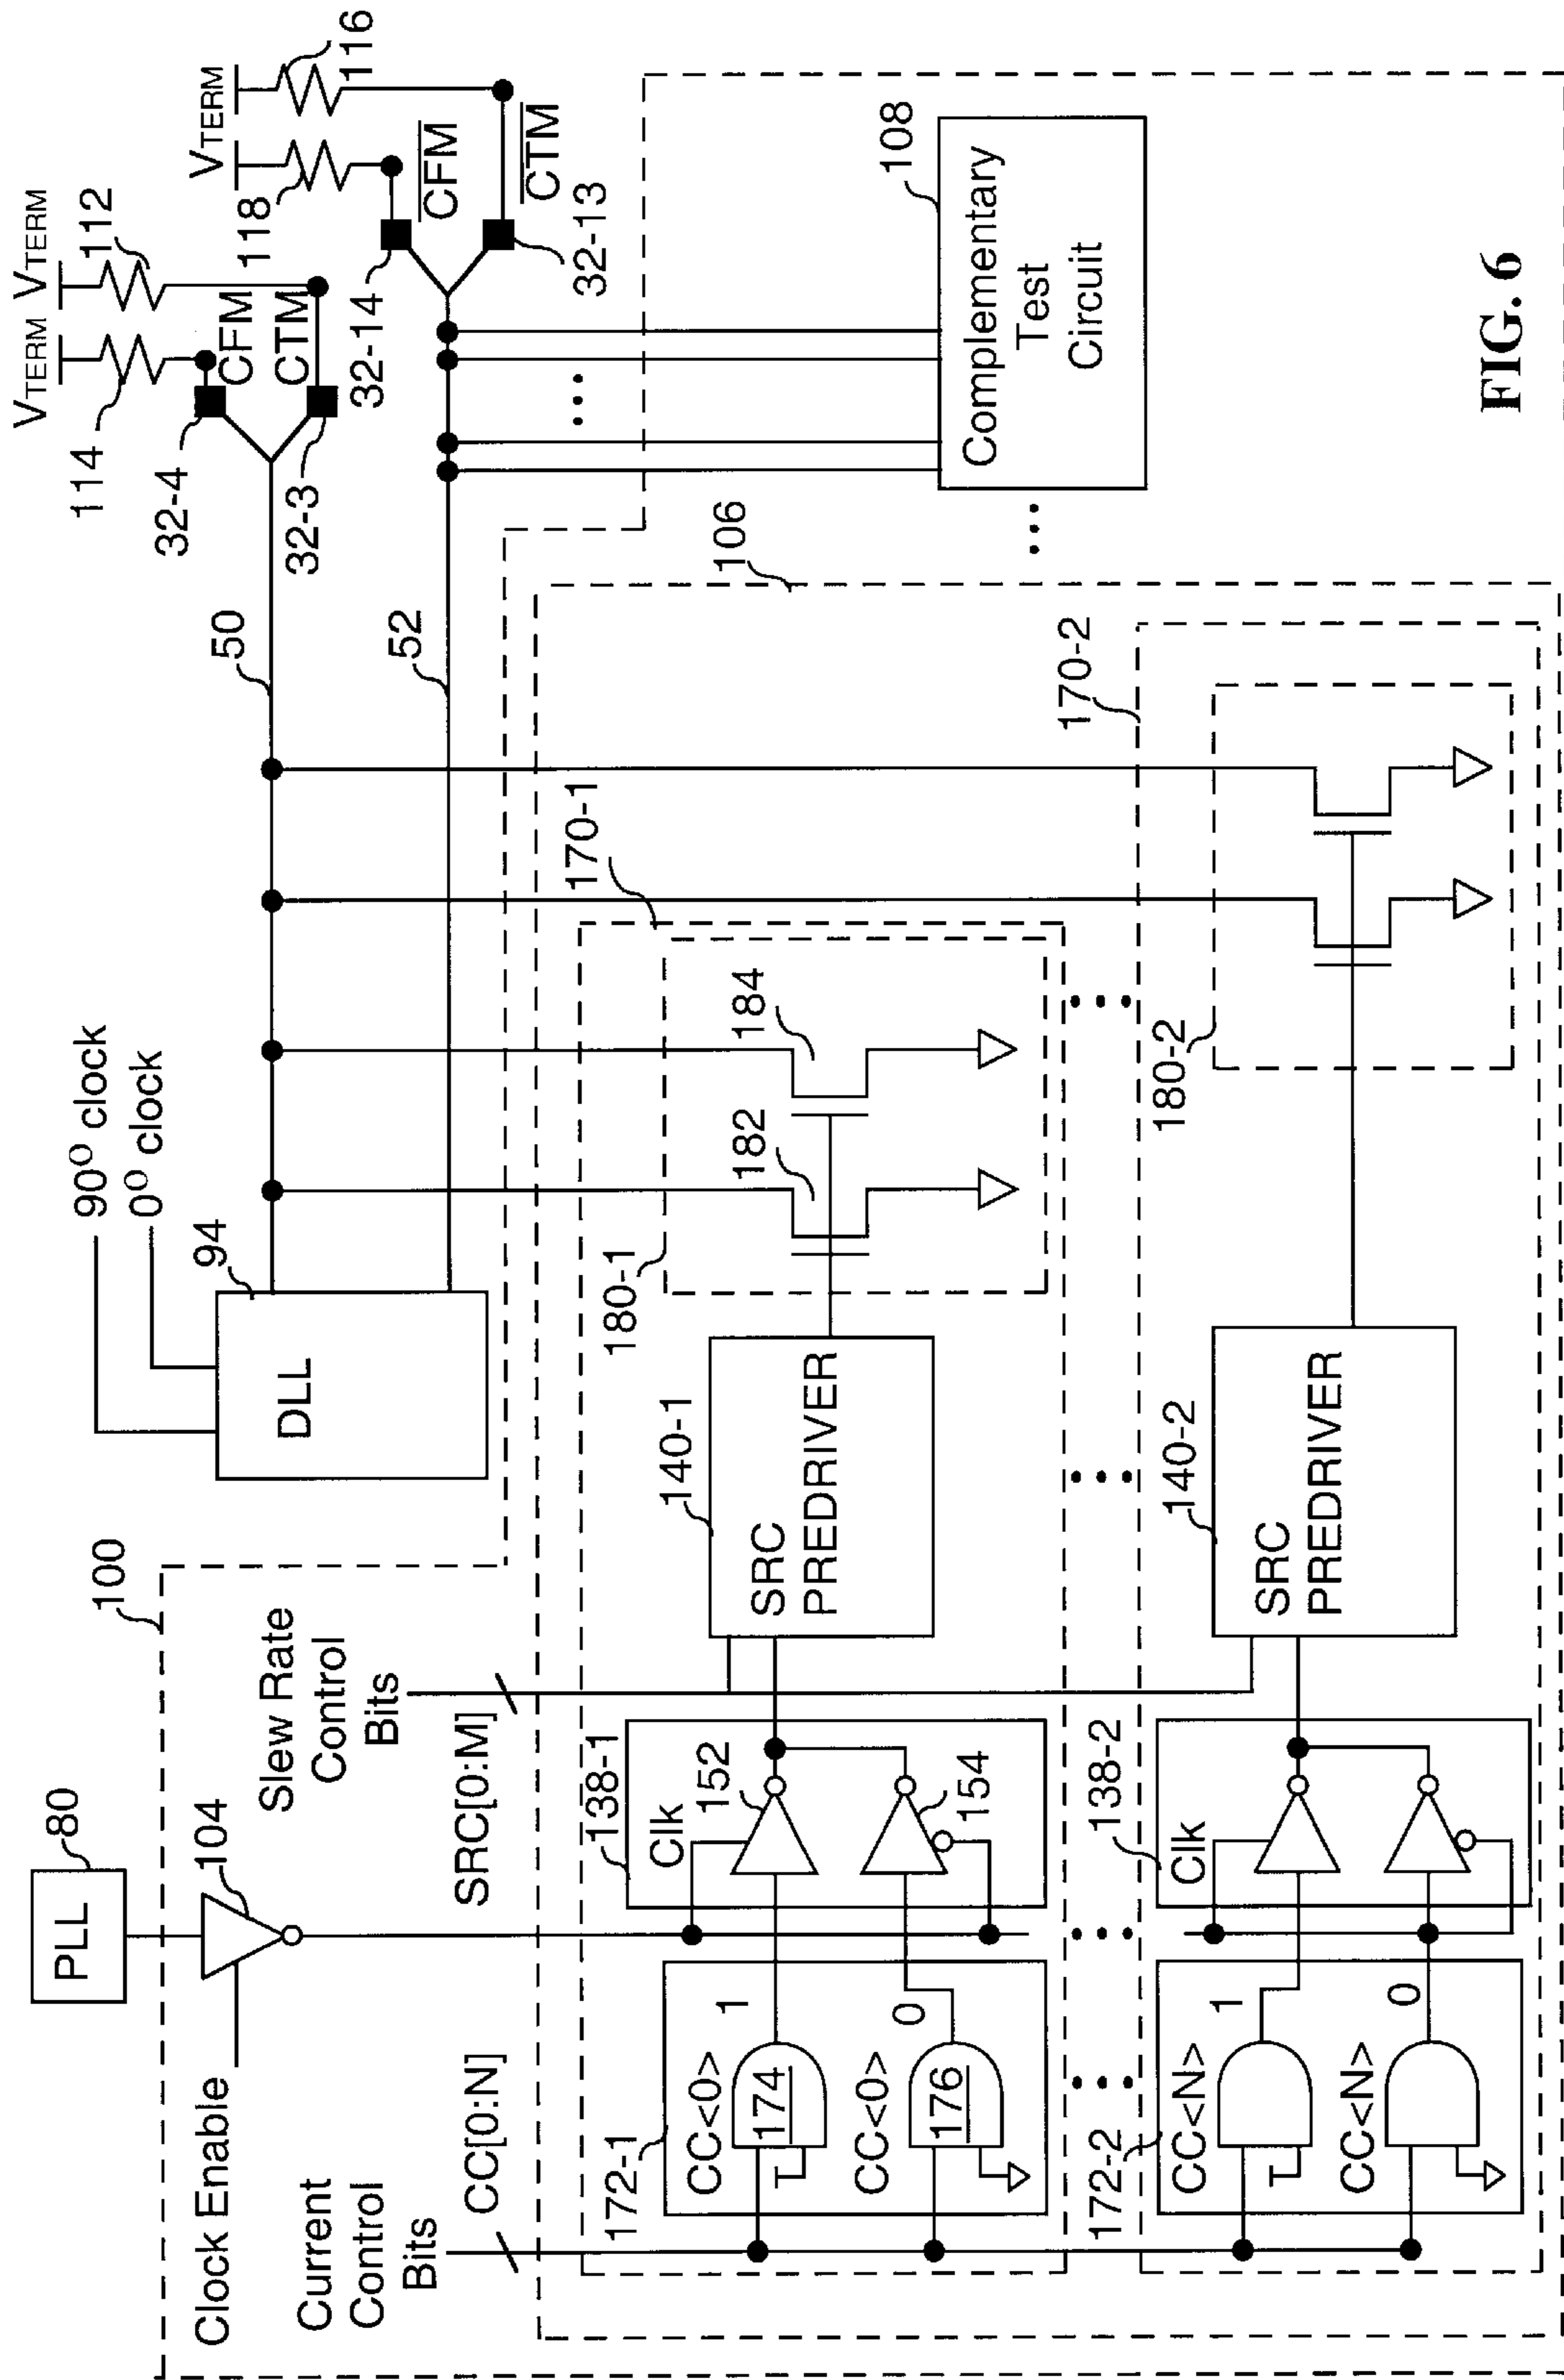 PLL
80
Clock Enable
104
100
Current
Control
Bits
CC[0:N]
Slew Rate
Control
Bits
SRC[0:M]
90° clock
0° clock
94
DLL
50
52
VTERM
VTERM
114
112
32-4
CFM
CTM
32-3
VTERM
VTERM
118
116
32-14
CFM
CTM
32-13
108
Complementary
Test
Circuit
...
...
106
170-1
172-1
CC<0>
174
1
CC<0>
176
0
138-1
Clk
152
154
140-1
SRC
PREDRIVER
180-1
182
184
...
...
...
...
170-2
172-2
CC<N>
1
CC<N>
0
138-2
Clk
140-2
SRC
PREDRIVER
180-2
FIG. 6